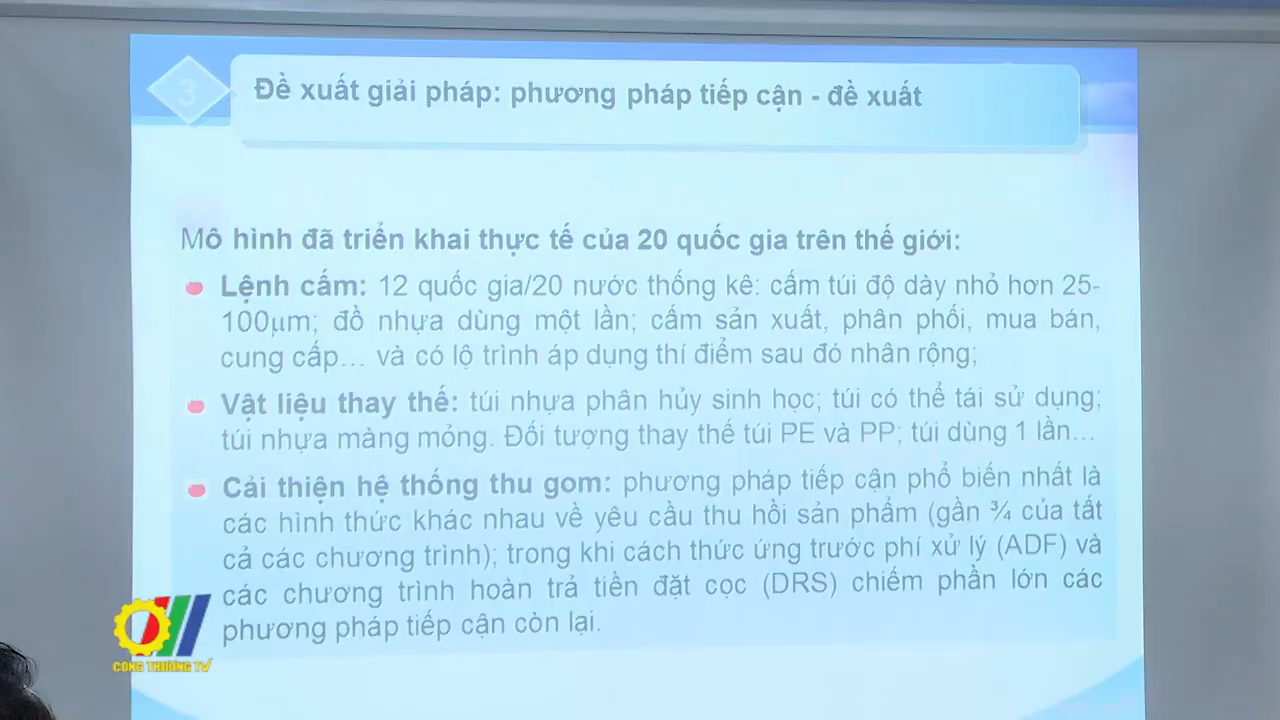 3
Đề xuất giải pháp: phương pháp tiếp cận - đề xuất
Mô hình đã triển khai thực tế của 20 quốc gia trên thế giới:
Lệnh cấm: 12 quốc gia/20 nước thống kê: cấm túi độ dày nhỏ hơn 25-
100μm; đồ nhựa dùng một lần; cấm sản xuất, phân phối, mua bán,
cung cấp… và có lộ trình áp dụng thí điểm sau đó nhân rộng;
Vật liệu thay thế: túi nhựa phân hủy sinh học; túi có thể tái sử dụng;
túi nhựa màng mỏng. Đối tượng thay thế túi PE và PP; túi dùng 1 lần…
Cải thiện hệ thống thu gom: phương pháp tiếp cận phổ biến nhất là
các hình thức khác nhau về yêu cầu thu hồi sản phẩm (gần ¾ của tất
cả các chương trình); trong khi cách thức ứng trước phí xử lý (ADF) và
các chương trình hoàn trả tiền đặt cọc (DRS) chiếm phần lớn các
phương pháp tiếp cận còn lại.
CÔNG THƯƠNG TV